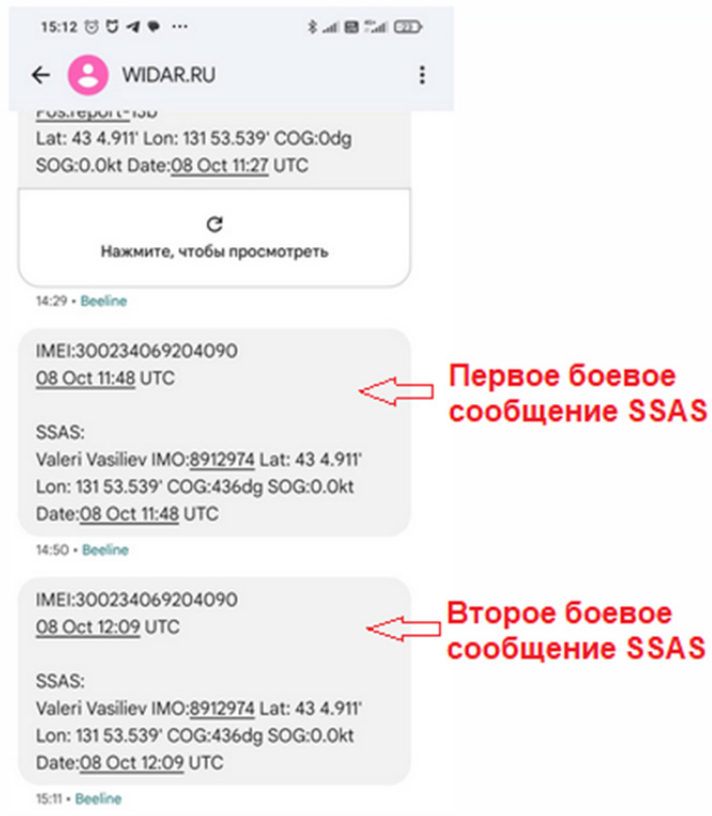 15:12
23
WIDAR.RU
Pos.report-13b
Lat: 43 4.911' Lon: 131 53.539' COG:0dg
SOG:0.0kt Date:08 Oct 11:27 UTC
Нажмите, чтобы просмотреть
14:29 • Beeline
IMEI:300234069204090
08 Oct 11:48 UTC
SSAS:
Valeri Vasiliev IMO:8912974 Lat: 43 4.911'
Lon: 131 53.539' COG:436dg SOG:0.0kt
Date:08 Oct 11:48 UTC
14:50 • Beeline
Первое боевое
сообщение SSAS
IMEI:300234069204090
08 Oct 12:09 UTC
SSAS:
Valeri Vasiliev IMO:8912974 Lat: 43 4.911'
Lon: 131 53.539' COG:436dg SOG:0.0kt
Date:08 Oct 12:09 UTC
15:11 • Beeline
Второе боевое
сообщение SSAS